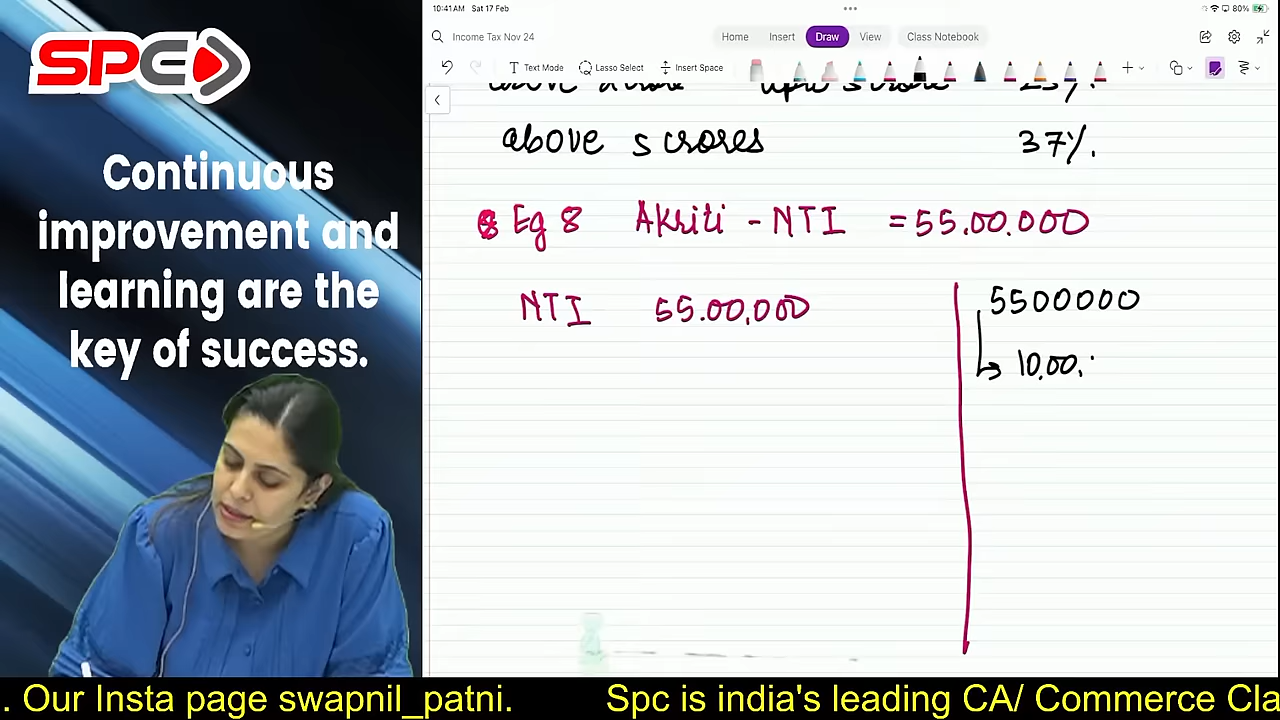 10:41 AM Sat 17 Feb
80%
Income Tax Nov 24
Home Insert Draw View Class Notebook
Text Mode Lasso Select Insert Space
SPC
Continuous
improvement and
learning are the
key of success.
above 5 crores 37%.
Eg 8 Akriti - NTI = 55.00.000
NTI 55.00,000
5500000
10,00,
. Our Insta page swapnil_patni. Spc is india's leading CA/ Commerce Cla